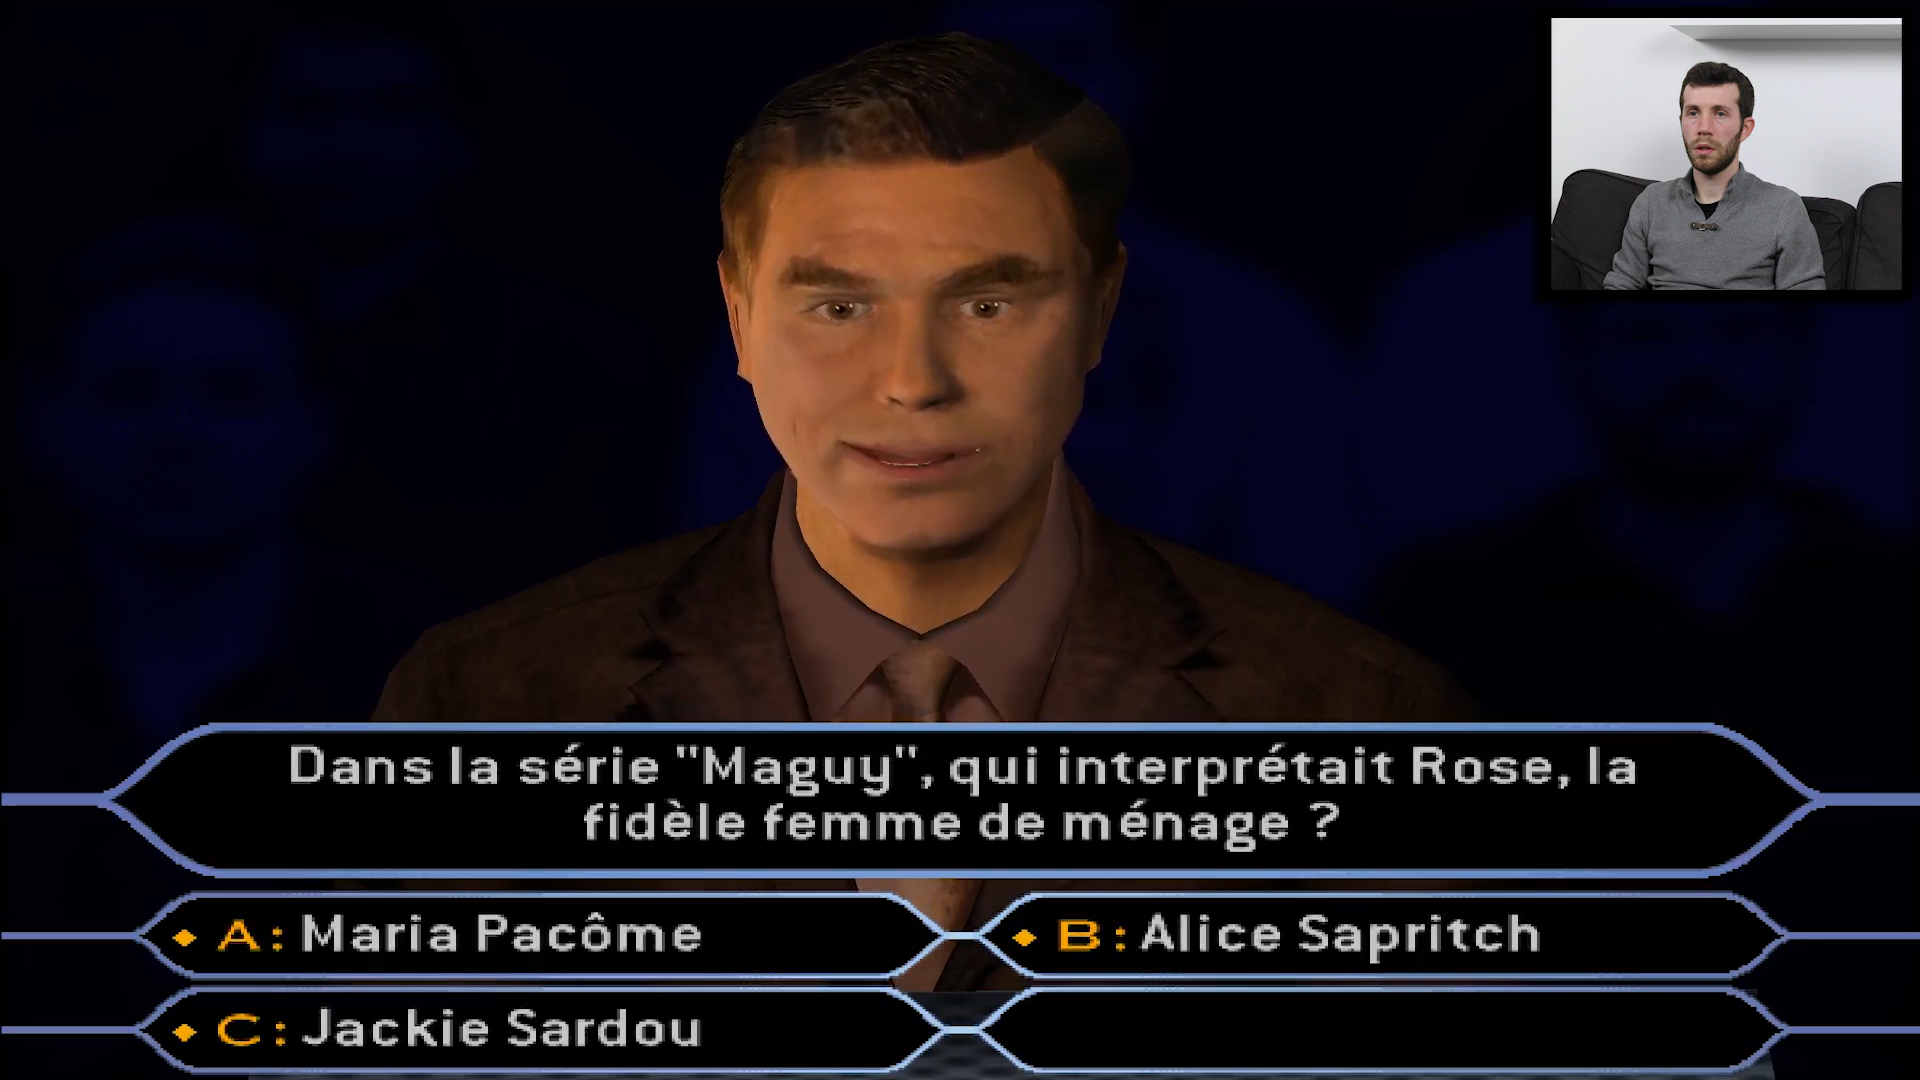 Dans la série "Maguy", qui interprétait Rose, la
fidèle femme de ménage ?
A: Maria Pacôme
B: Alice Sapritch
C: Jackie Sardou